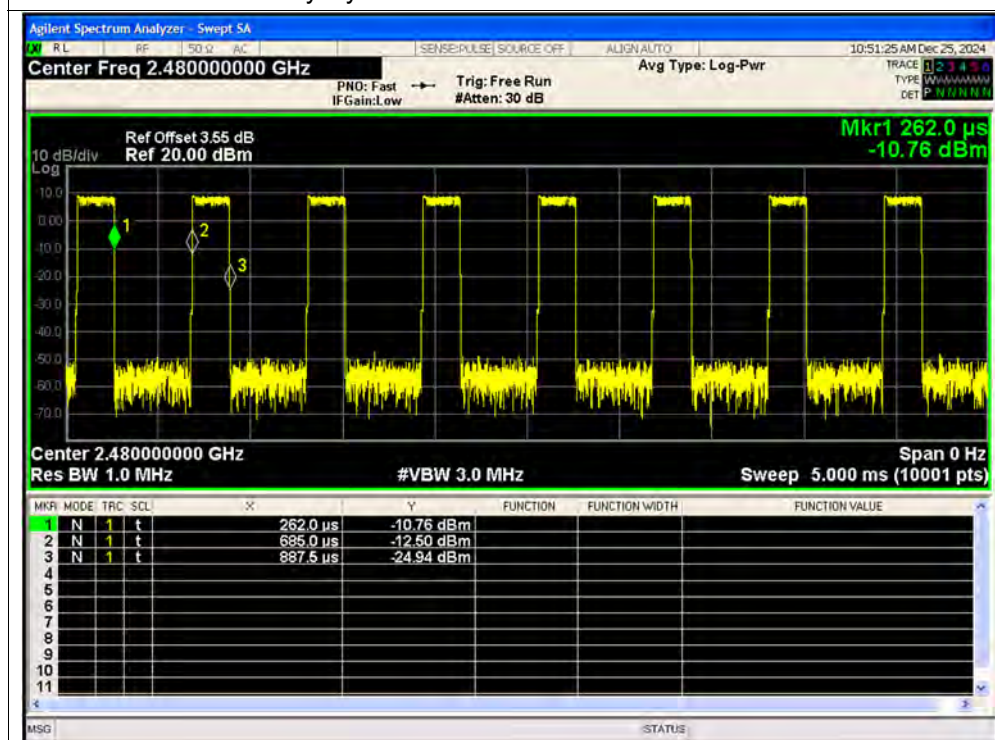 Agilent Spectrum Analyzer - Swept SA
RL RF 50 Ω AC SENSE:PULSE SOURCE OFF ALIGN AUTO 10:51:25 AM Dec 25, 2024
Center Freq 2.480000000 GHz Avg Type: Log-Pwr TRACE 1 2 3 4 5 6
PNO: Fast Trig: Free Run TYPE WWWWWW
IFGain:Low #Atten: 30 dB DET P N N N N N
Mkr1 262.0 µs
Ref Offset 3.55 dB
10 dB/div Ref 20.00 dBm -10.76 dBm
Log
10.0
0.00
-10.0
-20.0
-30.0
-40.0
-50.0
-60.0
-70.0
1
2
3
Center 2.480000000 GHz Span 0 Hz
Res BW 1.0 MHz #VBW 3.0 MHz Sweep 5.000 ms (10001 pts)
MKR MODE TRC SCL X Y FUNCTION FUNCTION WIDTH FUNCTION VALUE
1 N 1 t 262.0 µs -10.76 dBm
2 N 1 t 685.0 µs -12.50 dBm
3 N 1 t 887.5 µs -24.94 dBm
4
5
6
7
8
9
10
11
MSG STATUS